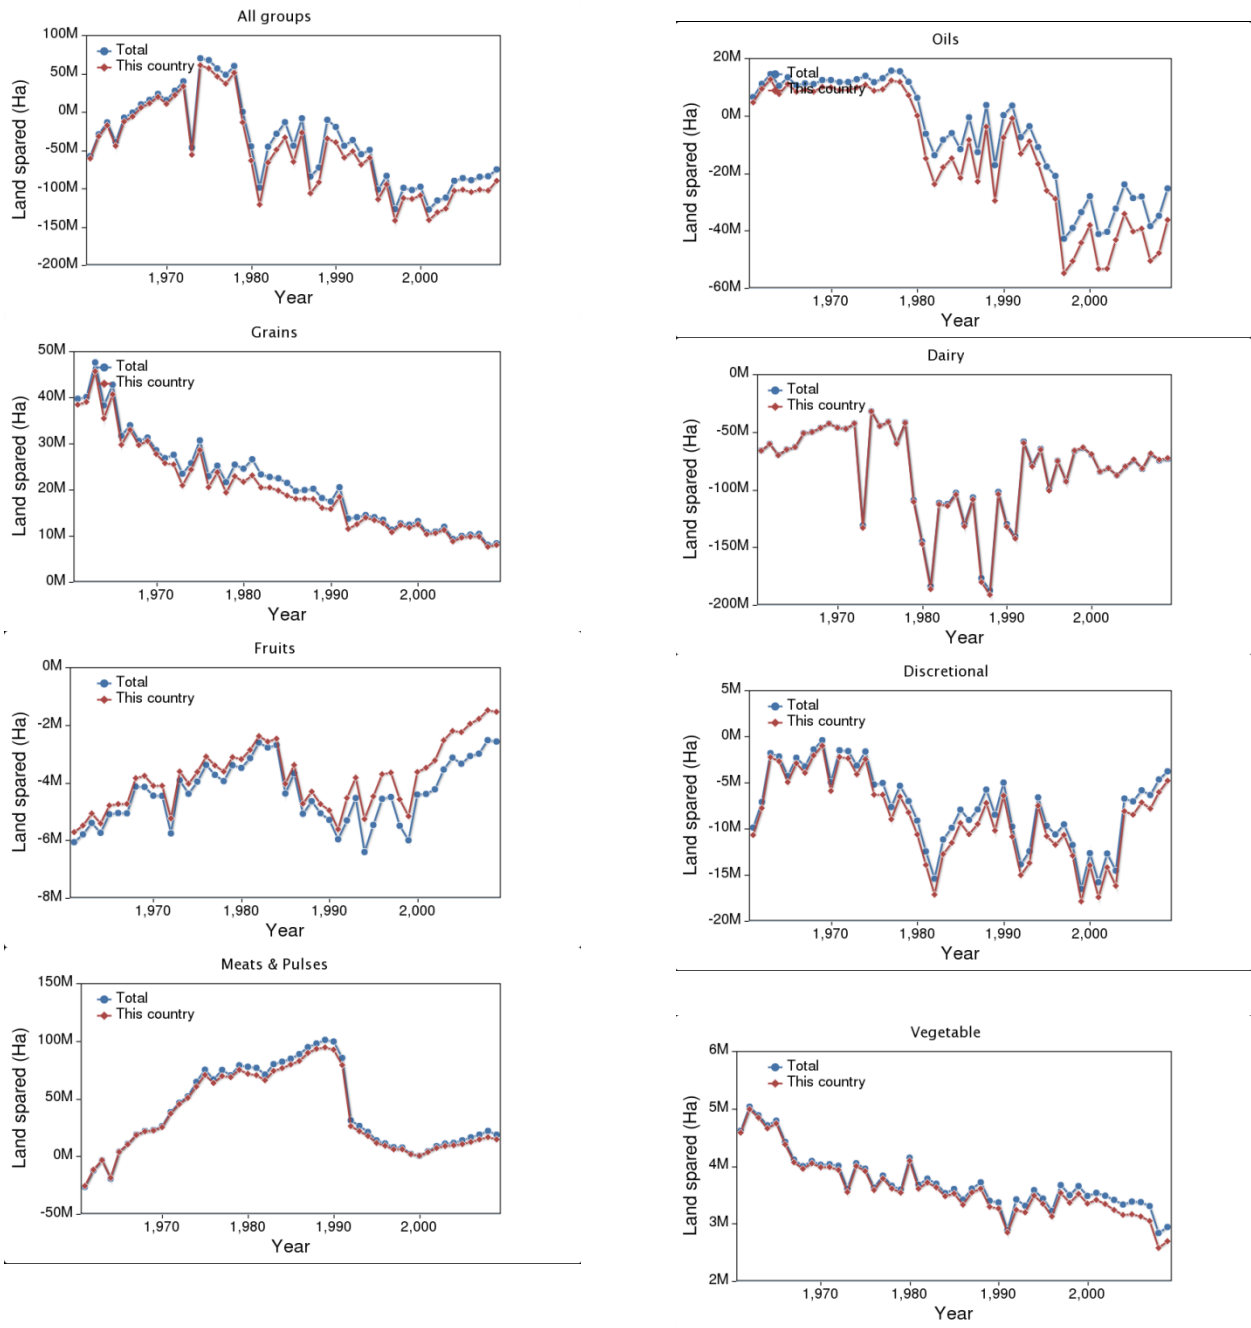 All groups
100M
50M
0M
-50M
-100M
-150M
-200M
Land spared (Ha)
Total
This country
1,970
1,980
1,990
2,000
Year
Grains
50M
40M
30M
20M
10M
0M
Land spared (Ha)
Total
This country
1,970
1,980
1,990
2,000
Year
Fruits
0M
-2M
-4M
-6M
-8M
Land spared (Ha)
Total
This country
1,970
1,980
1,990
2,000
Year
Meats & Pulses
150M
100M
50M
0M
-50M
Land spared (Ha)
Total
This country
1,970
1,980
1,990
2,000
Year
Oils
20M
0M
-20M
-40M
-60M
Land spared (Ha)
Total
This country
1,970
1,980
1,990
2,000
Year
Dairy
0M
-50M
-100M
-150M
-200M
Land spared (Ha)
Total
This country
1,970
1,980
1,990
2,000
Year
Discretional
5M
0M
-5M
-10M
-15M
-20M
Land spared (Ha)
Total
This country
1,970
1,980
1,990
2,000
Year
Vegetable
6M
5M
4M
3M
2M
Land spared (Ha)
Total
This country
1,970
1,980
1,990
2,000
Year